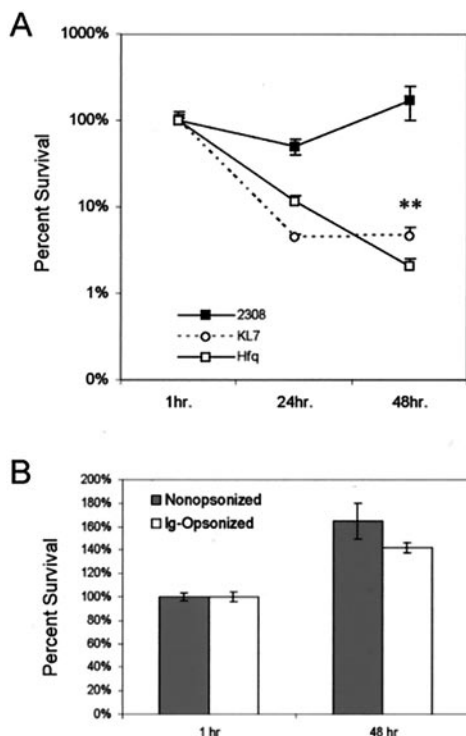 A
1000%
100%
10%
1%
0%
Percent Survival
**
2308
KL7
Hfq
1hr.
24hr.
48hr.
B
200%
180%
160%
140%
120%
100%
80%
60%
40%
20%
0%
Percent Survival
Nonopsonized
Ig-Opsonized
1 hr
48 hr